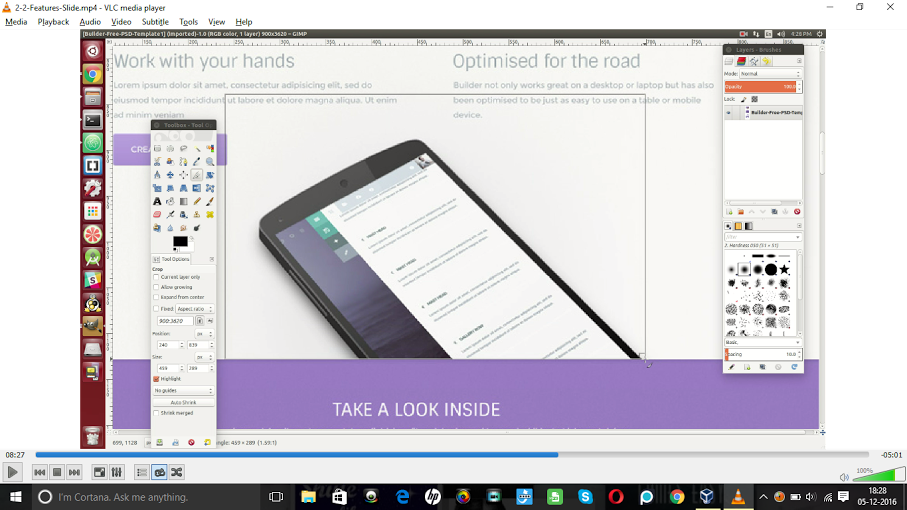 2-2-Features-Slide.mp4 - VLC media player
Media Playback Audio Video Subtitle Tools View Help
[Builder-Free-PSD-Template1] (imported)-1.0 (RGB color, 1 layer) 900x3620 – GIMP
4:28 PM
Work with your hands
Optimised for the road
Lorem ipsum dolor sit amet, consectetur adipisicing elit, sed do
eiusmod tempor incididunt ut labore et dolore magna aliqua. Ut enim
ad minim veniam
Builder not only works great on a desktop or laptop but has also
been optimised to be just as easy to use on a table or mobile
device.
CREA
Toolbox - Tool
Tool Options
Crop
Current layer only
Allow growing
Expand from center
Fixed: Aspect ratio
900:3620
Position: px
240 839
Size: px
459 289
Highlight
No guides
Auto Shrink
Shrink merged
Layers - Brushes
Mode: Normal
Opacity 100.0
Lock:
Builder-Free-PSD-Temp
2. Hardness 050 (51 × 51)
Basic
Spacing 10.0
TAKE A LOOK INSIDE
899, 1128
angle: 459 × 289 (1.59:1)
08:27
-05:01
100%
I'm Cortana. Ask me anything.
18:28
05-12-2016